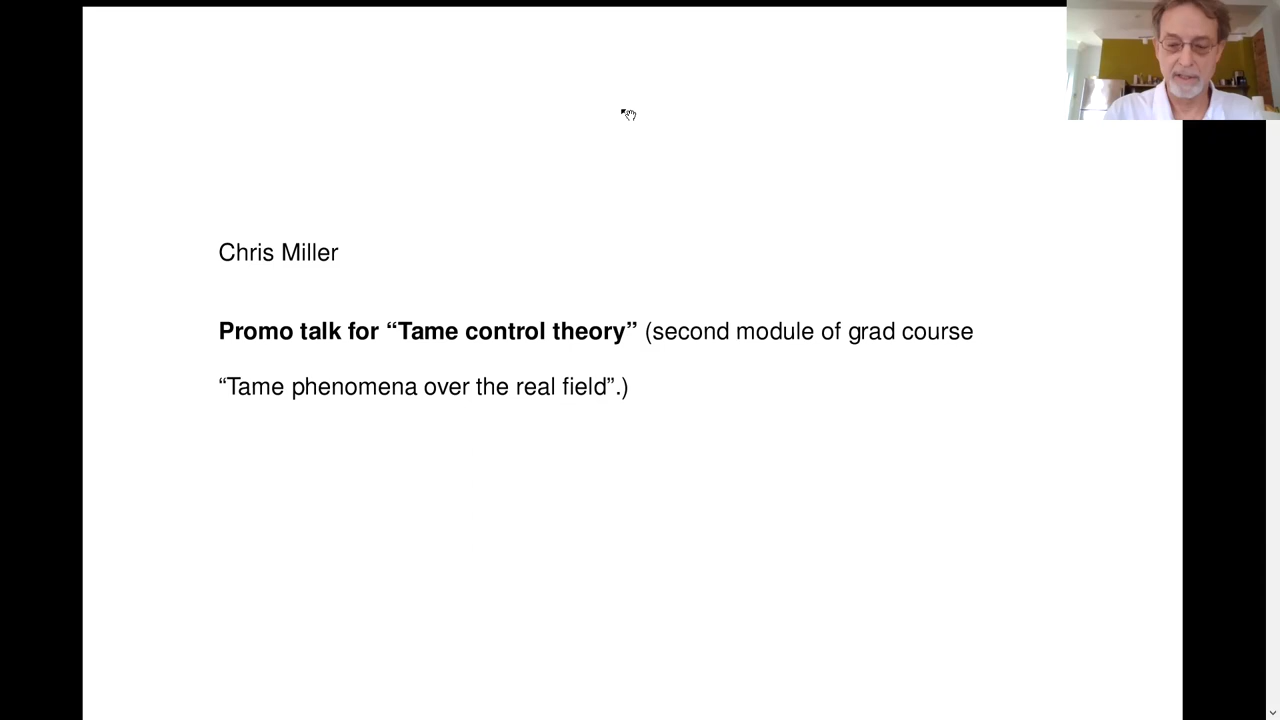 Chris Miller
Promo talk for “Tame control theory” (second module of grad course
“Tame phenomena over the real field”.)